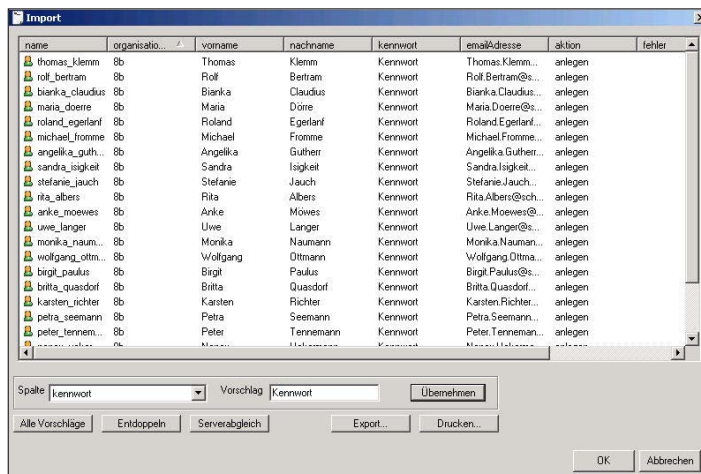 Import
name organisatio... vorname nachname kennwort emailAdresse aktion fehler
thomas_klemm 8b Thomas Klemm Kennwort Thomas.Klemm... anlegen
rolf_bertram 8b Rolf Bertram Kennwort Rolf.Bertram@s... anlegen
bianka_claudius 8b Bianka Claudius Kennwort Bianka.Claudius... anlegen
maria_doerre 8b Maria Dörre Kennwort Maria.Doerre@s... anlegen
roland_egerlanf 8b Roland Egerlanf Kennwort Roland.Egerlanf... anlegen
michael_fromme 8b Michael Fromme Kennwort Michael.Fromme... anlegen
angelika_guth... 8b Angelika Gutherr Kennwort Angelika.Gutherr... anlegen
sandra_isigkeit 8b Sandra Isigkeit Kennwort Sandra.Isigkeit... anlegen
stefanie_jauch 8b Stefanie Jauch Kennwort Stefanie.Jauch... anlegen
rita_albers 8b Rita Albers Kennwort Rita.Albers@sch... anlegen
anke_moewes 8b Anke Möwes Kennwort Anke.Moewes@... anlegen
uwe_langer 8b Uwe Langer Kennwort Uwe.Langer@s... anlegen
monika_naum... 8b Monika Naumann Kennwort Monika.Nauman... anlegen
wolfgang_ottm... 8b Wolfgang Ottmann Kennwort Wolfgang.Ottma... anlegen
birgit_paulus 8b Birgit Paulus Kennwort Birgit.Paulus@s... anlegen
britta_quasdorf 8b Britta Quasdorf Kennwort Britta.Quasdorf... anlegen
karsten_richter 8b Karsten Richter Kennwort Karsten.Richter... anlegen
petra_seemann 8b Petra Seemann Kennwort Petra.Seemann... anlegen
peter_tennem... 8b Peter Tennemann Kennwort Peter.Tenneman... anlegen
Spalte kennwort Vorschlag Kennwort Übernehmen
Alle Vorschläge Entdoppeln Serverabgleich Export... Drucken...
OK Abbrechen